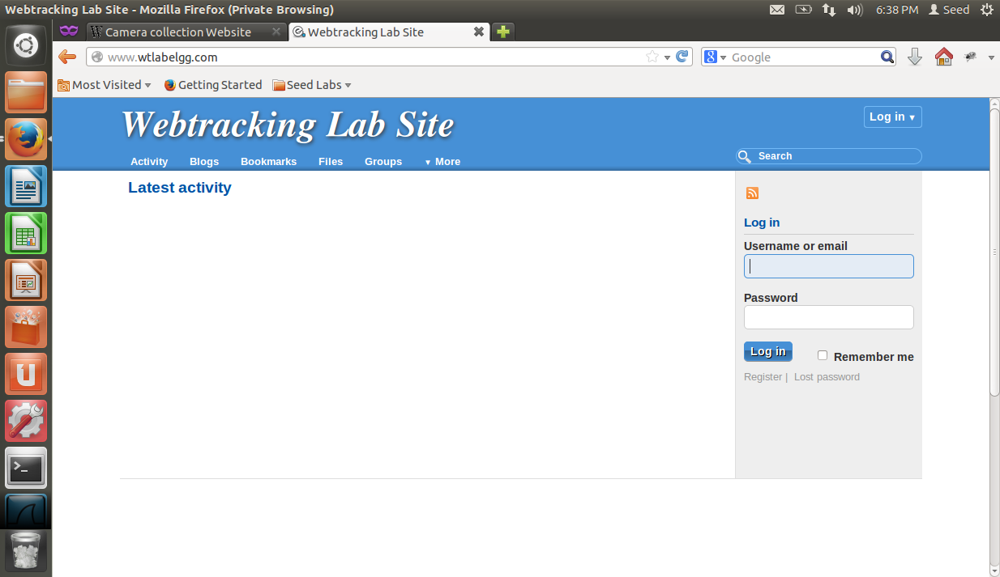 Webtracking Lab Site - Mozilla Firefox (Private Browsing)
6:38 PM Seed
Camera collection Website
Webtracking Lab Site
www.wtlabelgg.com
Google
Most Visited
Getting Started
Seed Labs
Webtracking Lab Site
Log in
Activity Blogs Bookmarks Files Groups More
Search
Latest activity
Log in
Username or email
Password
Log in
Remember me
Register | Lost password